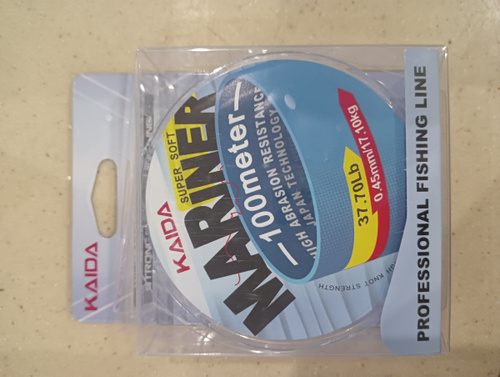 KAIDA
KAIDA
SUPER SOFT
MARINER
—100meter—
ABRASION RESISTANCE
JAPAN TECHNOLOGY
37.70Lb
0,45mm/17.10kg
KNOT STRENGTH
PROFESSIONAL FISHING LINE